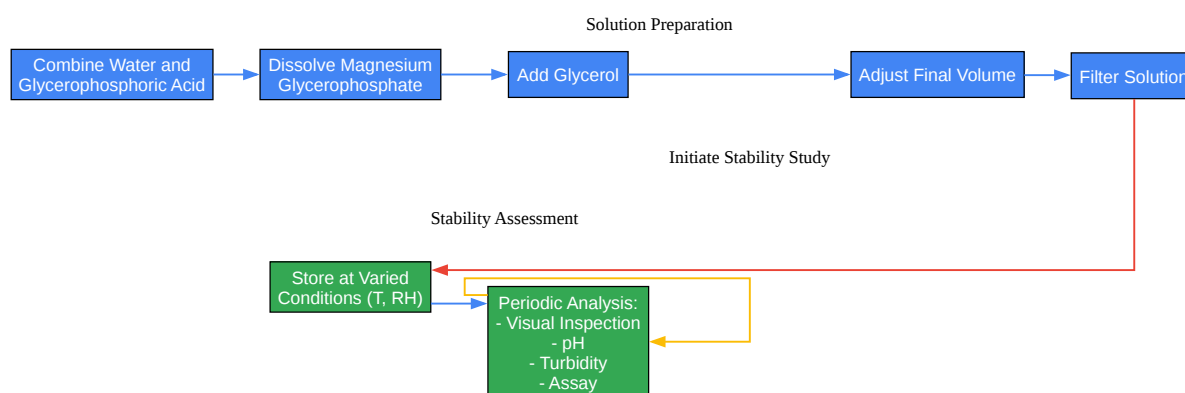 Solution Preparation
Combine Water and
Glycerophosphoric Acid
Dissolve Magnesium
Glycerophosphate
Add Glycerol
Adjust Final Volume
Filter Solution
Initiate Stability Study
Stability Assessment
Store at Varied
Conditions (T, RH)
Periodic Analysis:
- Visual Inspection
- pH
- Turbidity
- Assay